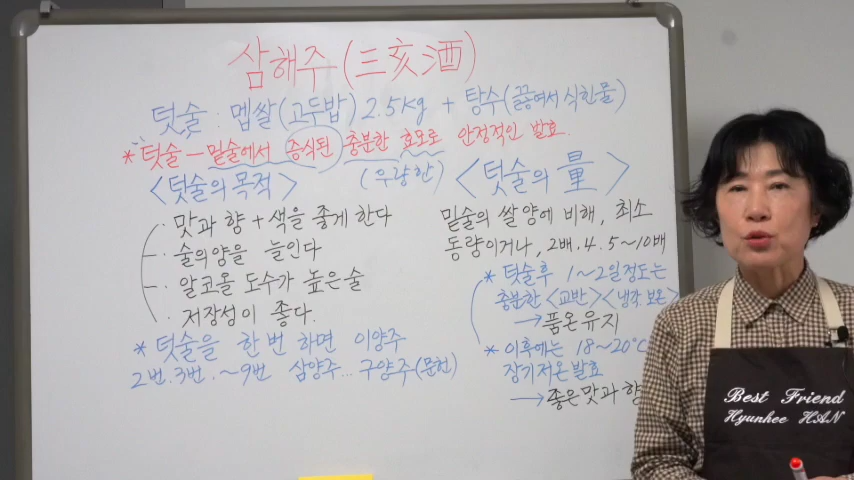 삼해주(三亥酒)
덧술: 멥쌀(고두밥) 2.5kg + 탕수(끓여서 식힌물)
* 덧술-밑술에서 증식된 충분한 효모로 안정적인 발효.
(우량한)
<덧술의 목적>
· 맛과 향 + 색을 좋게 한다
· 술의 양을 늘인다
· 알코올 도수가 높은 술
· 저장성이 좋다.
* 덧술을 한번 하면 이양주
2번.3번.~9번 삼양주...구양주(문헌)
<덧술의 量>
밑술의 쌀 양에 비해, 최소
동량이거나, 2배.4.5~10배
* 덧술후 1~2일정도는
충분한 <교반> <냉각.보온>
→품온유지
* 이후에는 18~20°C
장기저온발효
→좋은맛과 향
Best Friend
Hyunhee HAN